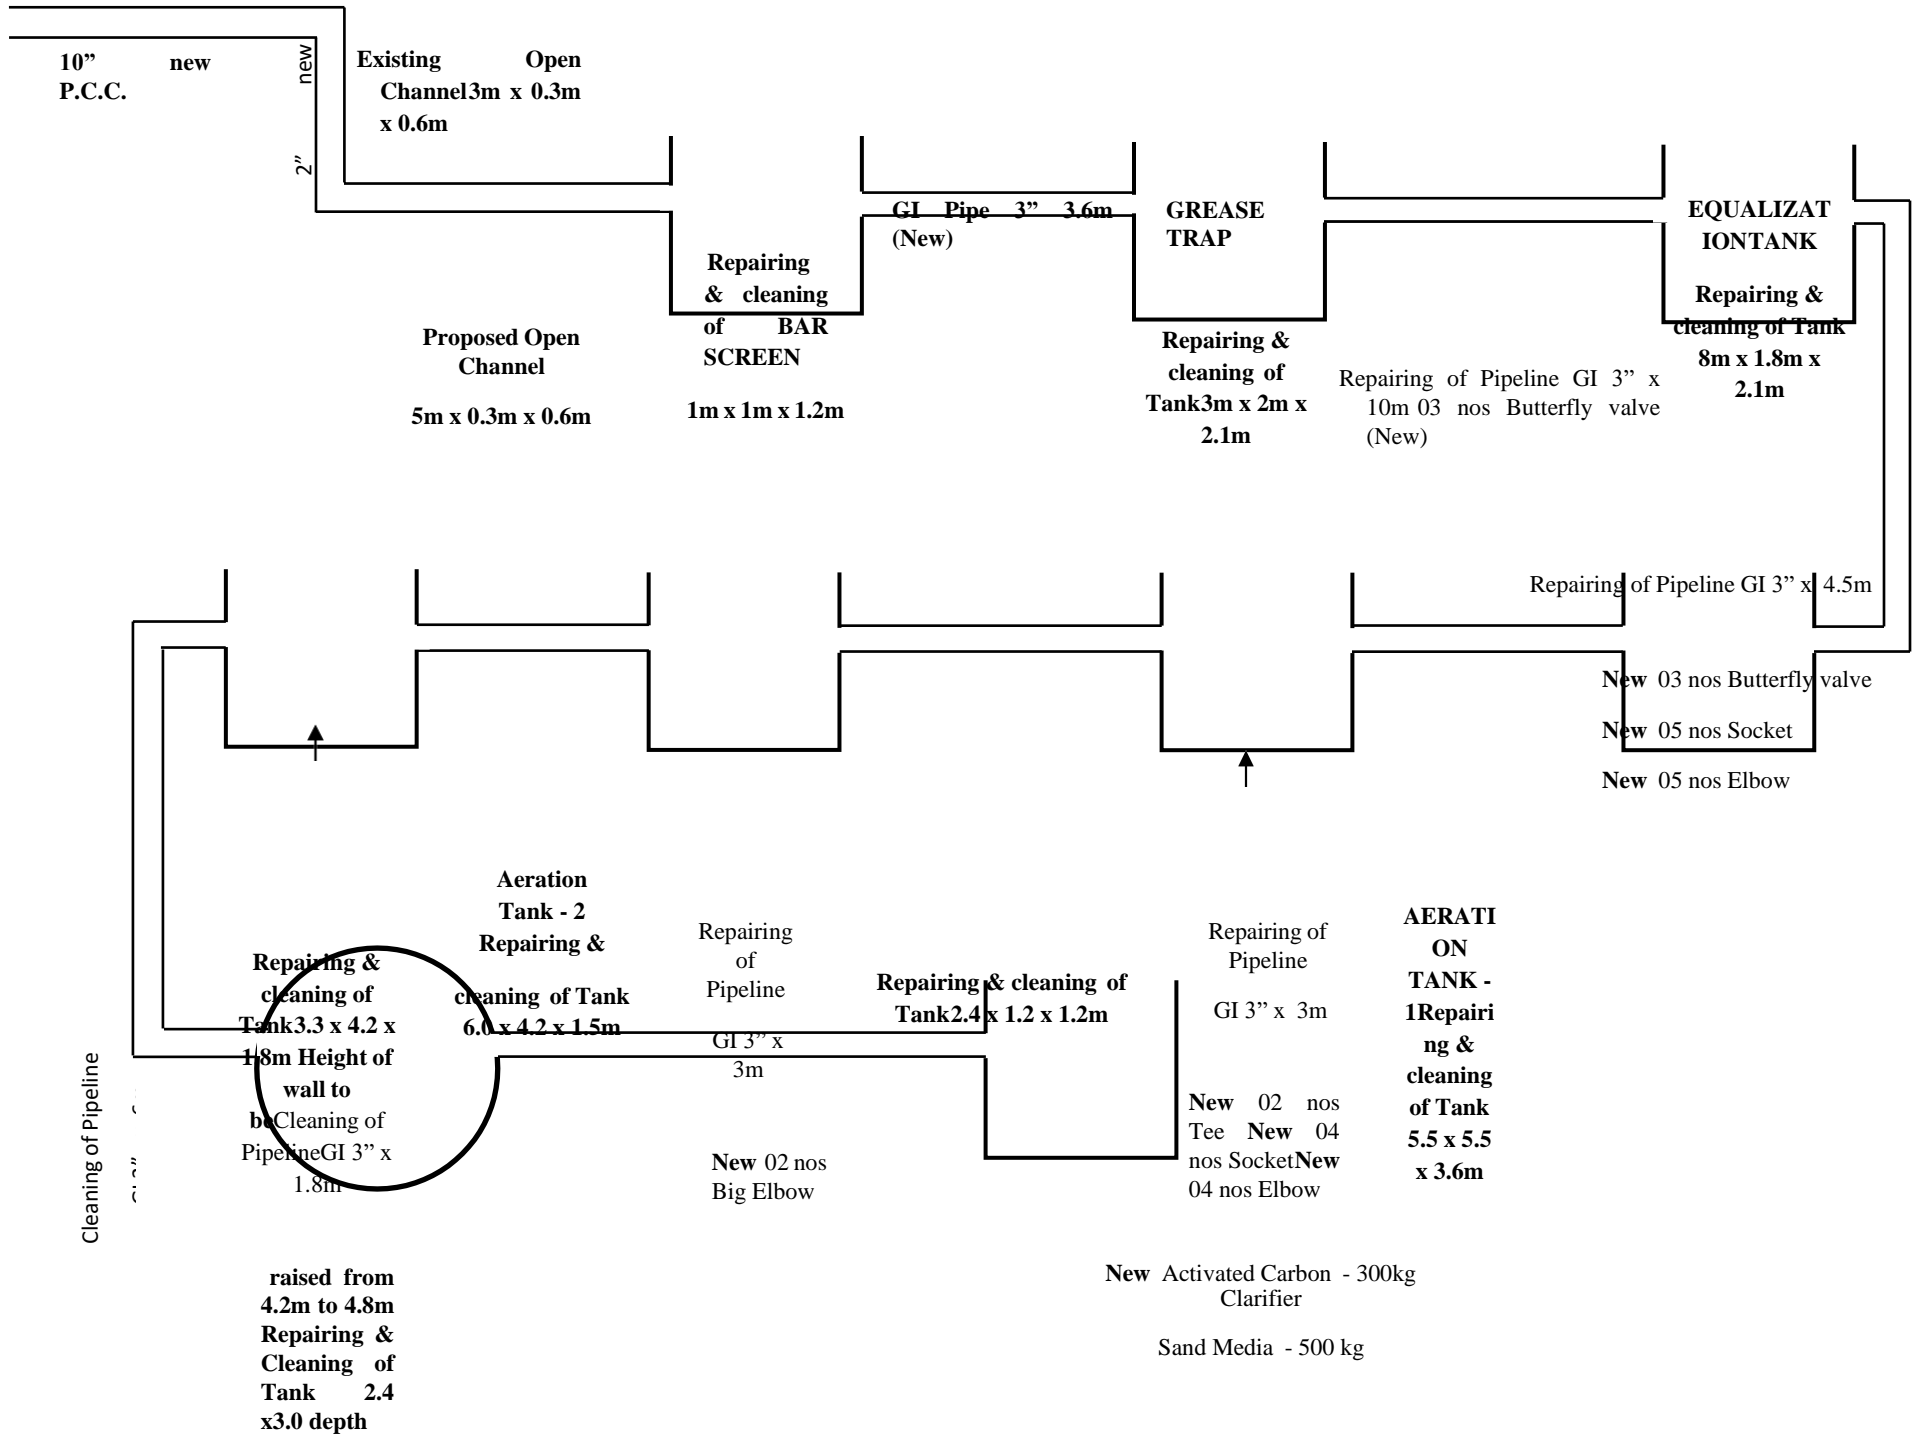 10” new
P.C.C.
new
2”
Existing Open
Channel3m x 0.3m
x 0.6m
GI Pipe 3” 3.6m
(New)
GREASE
TRAP
EQUALIZAT
IONTANK
Repairing
& cleaning
of BAR
SCREEN
1m x 1m x 1.2m
Proposed Open
Channel
5m x 0.3m x 0.6m
Repairing &
cleaning of
Tank3m x 2m x
2.1m
Repairing of Pipeline GI 3” x
10m 03 nos Butterfly valve
(New)
Repairing &
cleaning of Tank
8m x 1.8m x
2.1m
Repairing of Pipeline GI 3” x 4.5m
New 03 nos Butterfly valve
New 05 nos Socket
New 05 nos Elbow
Cleaning of Pipeline
Repairing &
cleaning of
Tank3.3 x 4.2 x
1.8m Height of
wall to
beCleaning of
PipelineGI 3” x
1.8m
raised from
4.2m to 4.8m
Repairing &
Cleaning of
Tank 2.4
x3.0 depth
Aeration
Tank - 2
Repairing &
cleaning of Tank
6.0 x 4.2 x 1.5m
Repairing
of
Pipeline
GI 3” x
3m
New 02 nos
Big Elbow
Repairing & cleaning of
Tank2.4 x 1.2 x 1.2m
Repairing of
Pipeline
GI 3” x 3m
New 02 nos
Tee New 04
nos SocketNew
04 nos Elbow
AERATI
ON
TANK -
1Repairi
ng &
cleaning
of Tank
5.5 x 5.5
x 3.6m
New Activated Carbon - 300kg
Clarifier
Sand Media - 500 kg